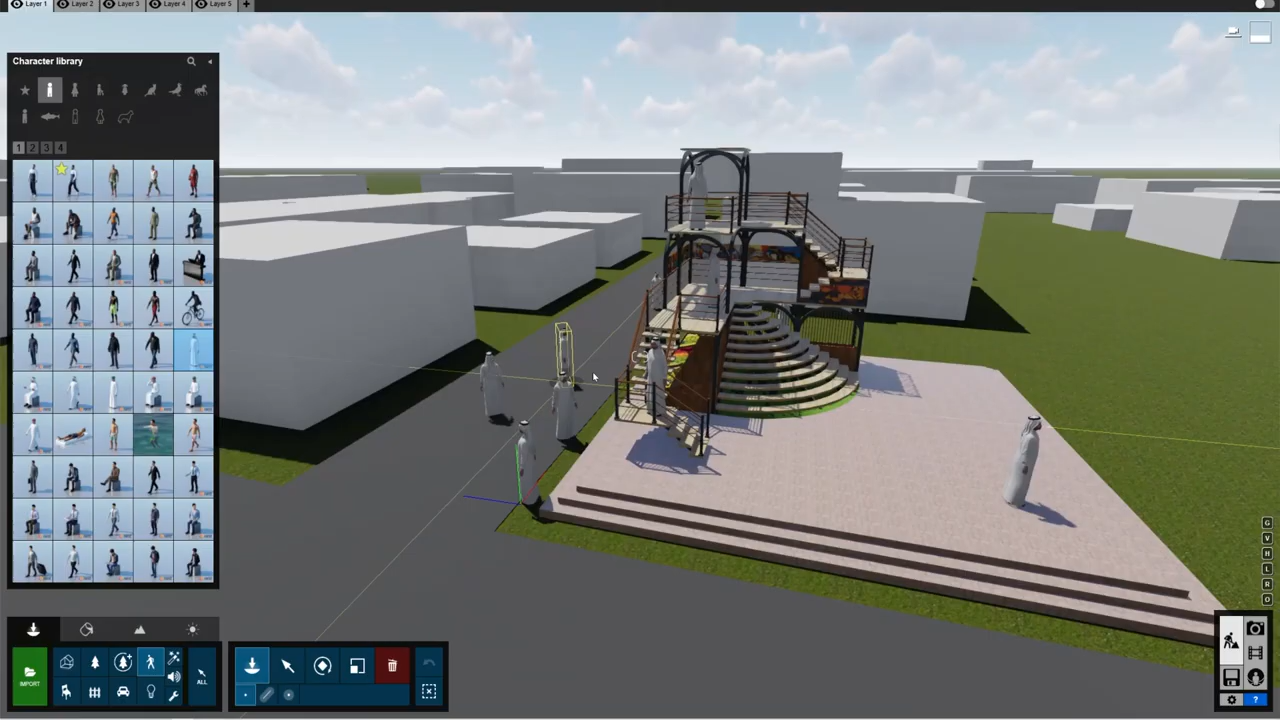 Layer 1 Layer 2 Layer 3 Layer 4 Layer 5 +
Character library
1 2 3 4
IMPORT
ALL
G
V
H
L
R
O
?